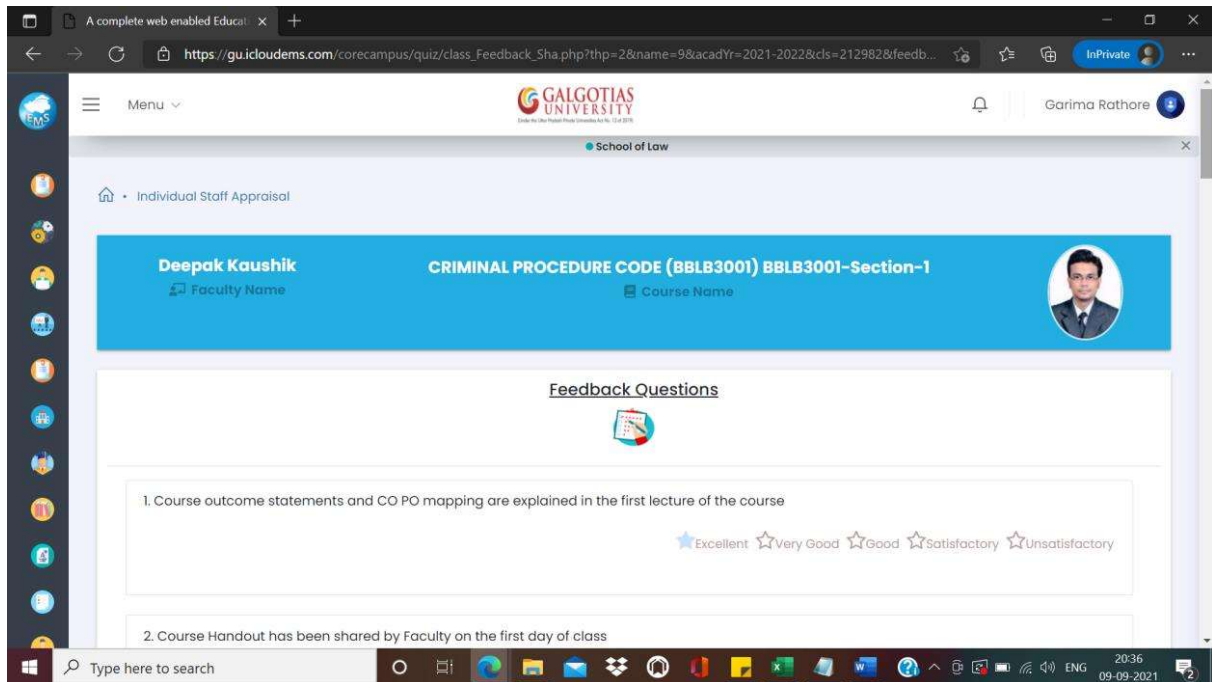 A complete web enabled Educati
https://gu.icloudems.com/corecampus/quiz/class_Feedback_Sha.php?thp=2&name=9&acadYr=2021-2022&cls=212982&feedb...
InPrivate
EMS
Menu
GALGOTIAS
UNIVERSITY
Garima Rathore
School of Law
Individual Staff Appraisal
Deepak Kaushik
Faculty Name
CRIMINAL PROCEDURE CODE (BBLB3001) BBLB3001-Section-1
Course Name
Feedback Questions
1. Course outcome statements and CO PO mapping are explained in the first lecture of the course
Excellent Very Good Good Satisfactory Unsatisfactory
2. Course Handout has been shared by Faculty on the first day of class
Type here to search
ENG
20:36
09-09-2021
2